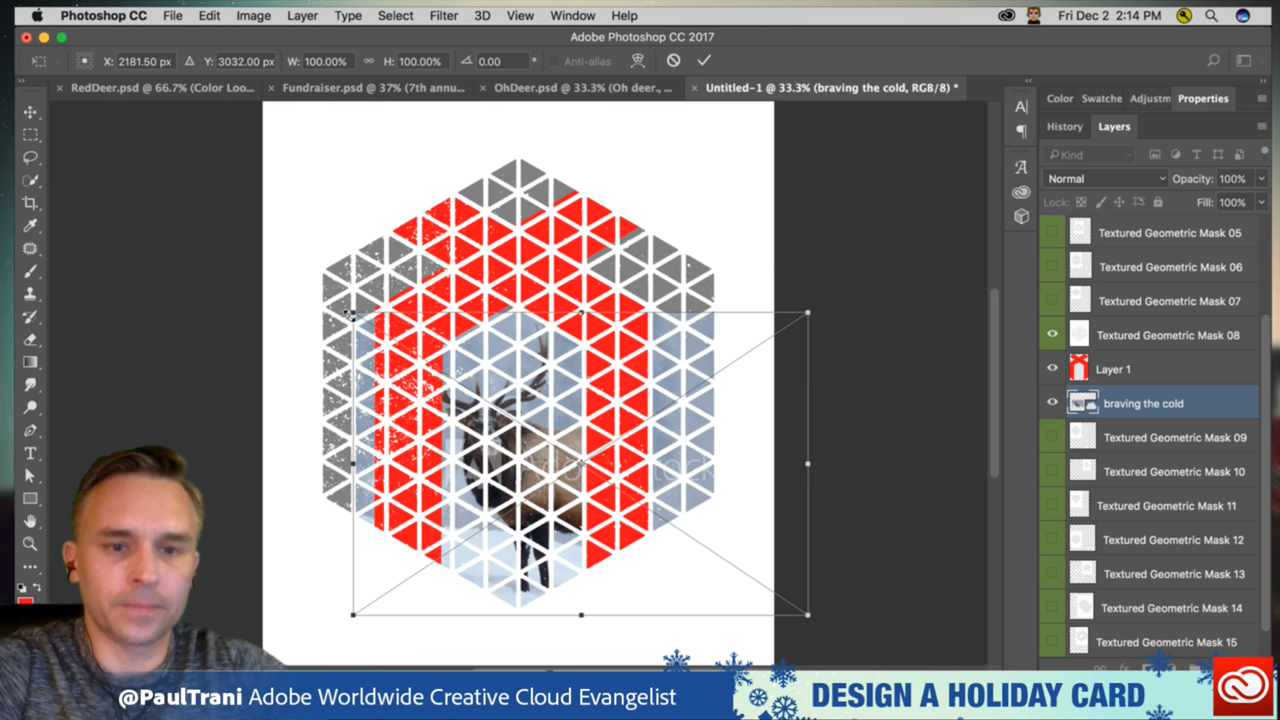 Photoshop CC File Edit Image Layer Type Select Filter 3D View Window Help Fri Dec 2 2:14 PM
Adobe Photoshop CC 2017
X: 2181.50 px Y: 3032.00 px W: 100.00% H: 100.00% 0.00 ° Anti-alias
× RedDeer.psd @ 66.7% (Color Loo... × Fundraiser.psd @ 37% (7th annu... × OhDeer.psd @ 33.3% (Oh deer., ... × Untitled-1 @ 33.3% (braving the cold, RGB/8) *
Color Swatche Adjustm Properties
History Layers
Kind
Normal Opacity: 100%
Lock: Fill: 100%
Textured Geometric Mask 05
Textured Geometric Mask 06
Textured Geometric Mask 07
Textured Geometric Mask 08
Layer 1
braving the cold
Textured Geometric Mask 09
Textured Geometric Mask 10
Textured Geometric Mask 11
Textured Geometric Mask 12
Textured Geometric Mask 13
Textured Geometric Mask 14
Textured Geometric Mask 15
@PaulTrani Adobe Worldwide Creative Cloud Evangelist
DESIGN A HOLIDAY CARD